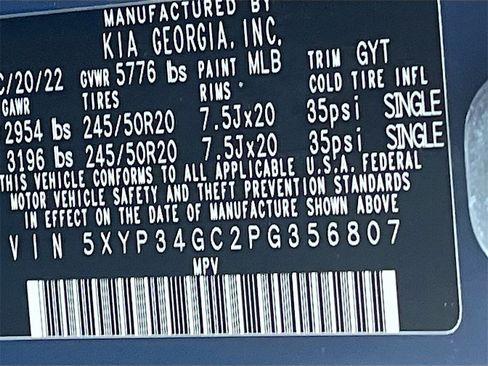 MANUFACTURED BY
KIA GEORGIA, INC.
C/20/22 GVWR 5776 lbs PAINT MLB TRIM GYT
GAWR TIRES RIMS COLD TIRE INFL
2954 lbs 245/50R20 7.5Jx20 35psi SINGLE
3196 lbs 245/50R20 7.5Jx20 35psi SINGLE
THIS VEHICLE CONFORMS TO ALL APPLICABLE U.S.A. FEDERAL
MOTOR VEHICLE SAFETY AND THEFT PREVENTION STANDARDS
IN EFFECT ON THE DATE OF MANUFACTURE SHOWN ABOVE
VIN 5XYP34GC2PG356807
MPV